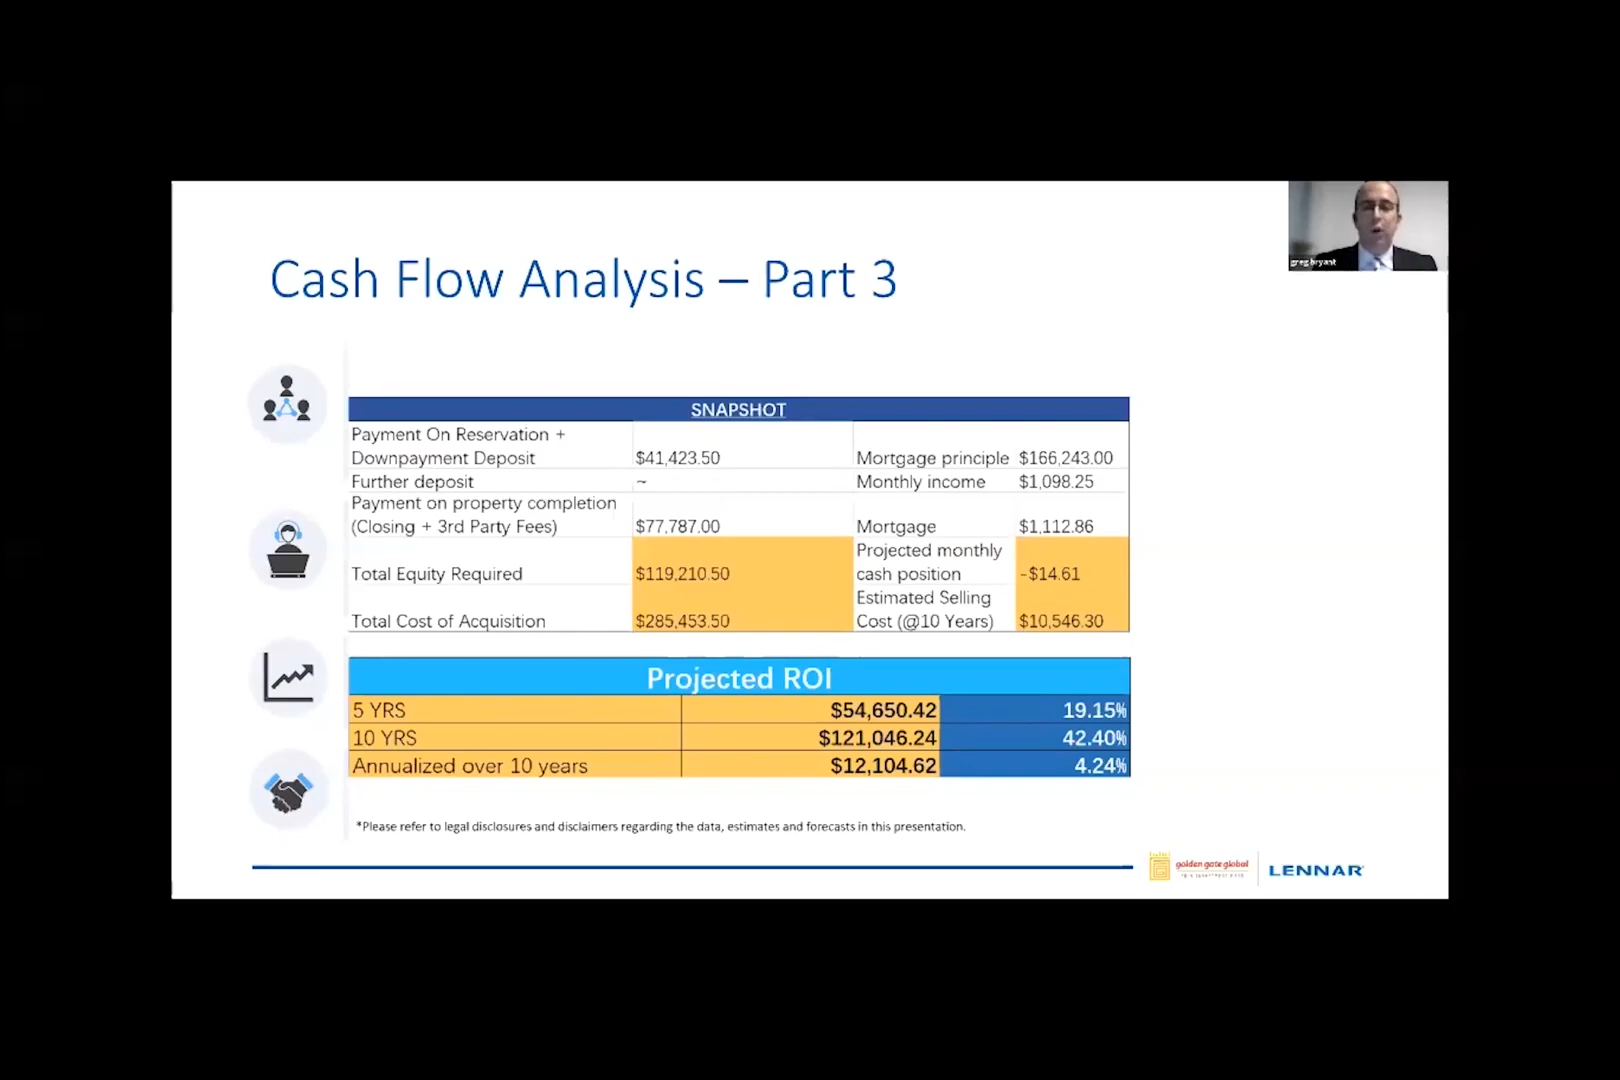 greg bryant
Cash Flow Analysis – Part 3
SNAPSHOT
Payment On Reservation +
Downpayment Deposit $41,423.50 Mortgage principle $166,243.00
Further deposit ~ Monthly income $1,098.25
Payment on property completion
(Closing + 3rd Party Fees) $77,787.00 Mortgage $1,112.86
Projected monthly
Total Equity Required $119,210.50 cash position -$14.61
Estimated Selling
Total Cost of Acquisition $285,453.50 Cost (@10 Years) $10,546.30
Projected ROI
5 YRS $54,650.42 19.15%
10 YRS $121,046.24 42.40%
Annualized over 10 years $12,104.62 4.24%
*Please refer to legal disclosures and disclaimers regarding the data, estimates and forecasts in this presentation.
golden gate global
LENNAR